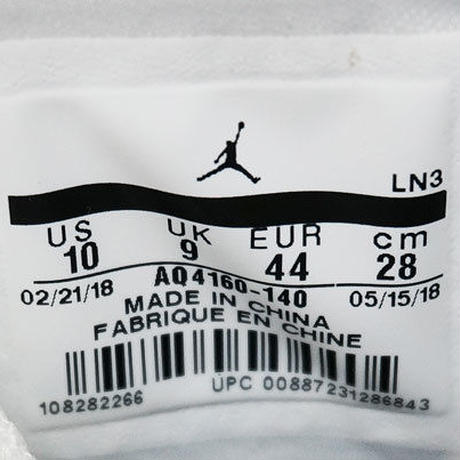 LN3
US UK EUR cm
10 9 44 28
02/21/18 AQ4160-140 05/15/18
MADE IN CHINA
FABRIQUE EN CHINE
108282266 UPC 00887231286843